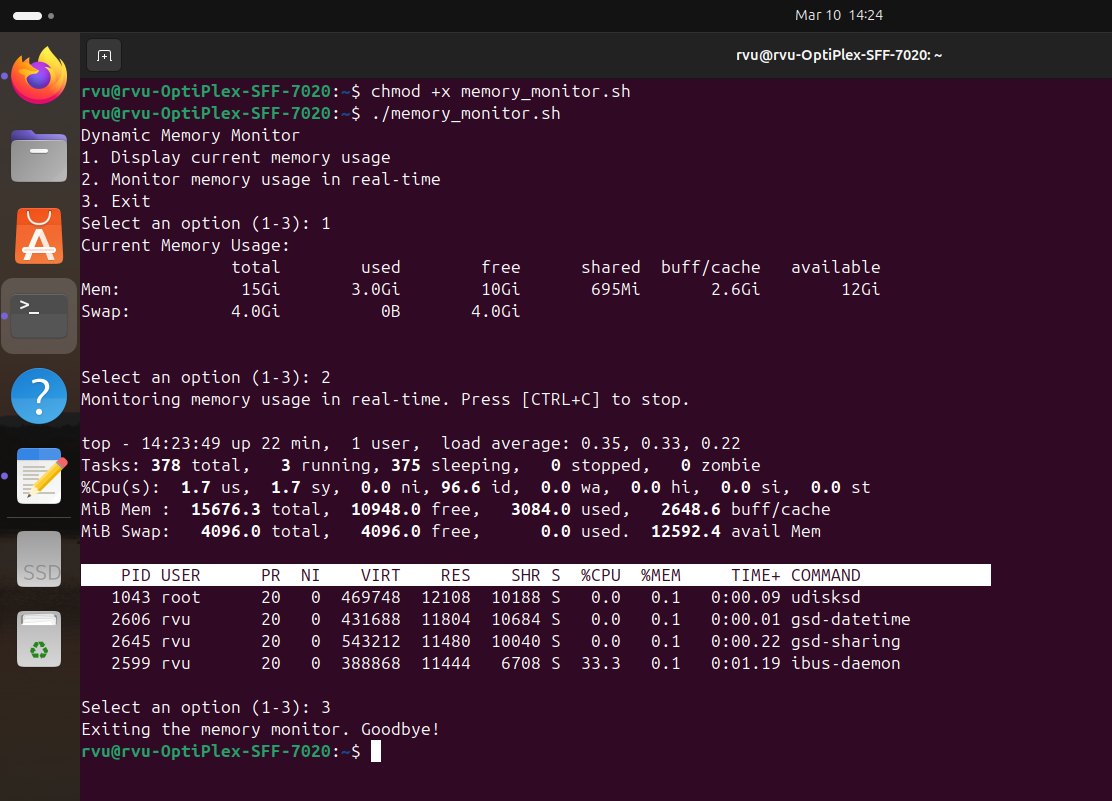 Mar 10  14:24
rvu@rvu-OptiPlex-SFF-7020: ~
rvu@rvu-OptiPlex-SFF-7020:~$ chmod +x memory_monitor.sh
rvu@rvu-OptiPlex-SFF-7020:~$ ./memory_monitor.sh
Dynamic Memory Monitor
1. Display current memory usage
2. Monitor memory usage in real-time
3. Exit
Select an option (1-3): 1
Current Memory Usage:
               total        used        free      shared  buff/cache   available
Mem:            15Gi       3.0Gi        10Gi       695Mi       2.6Gi        12Gi
Swap:          4.0Gi          0B       4.0Gi
Select an option (1-3): 2
Monitoring memory usage in real-time. Press [CTRL+C] to stop.
top - 14:23:49 up 22 min,  1 user,  load average: 0.35, 0.33, 0.22
Tasks: 378 total,   3 running, 375 sleeping,   0 stopped,   0 zombie
%Cpu(s):  1.7 us,  1.7 sy,  0.0 ni, 96.6 id,  0.0 wa,  0.0 hi,  0.0 si,  0.0 st
MiB Mem :  15676.3 total,  10948.0 free,   3084.0 used,   2648.6 buff/cache
MiB Swap:   4096.0 total,   4096.0 free,      0.0 used.  12592.4 avail Mem
    PID USER      PR  NI    VIRT    RES    SHR S  %CPU  %MEM     TIME+ COMMAND
   1043 root      20   0  469748  12108  10188 S   0.0   0.1   0:00.09 udisksd
   2606 rvu       20   0  431688  11804  10684 S   0.0   0.1   0:00.01 gsd-datetime
   2645 rvu       20   0  543212  11480  10040 S   0.0   0.1   0:00.22 gsd-sharing
   2599 rvu       20   0  388868  11444   6708 S  33.3   0.1   0:01.19 ibus-daemon
Select an option (1-3): 3
Exiting the memory monitor. Goodbye!
rvu@rvu-OptiPlex-SFF-7020:~$
SSD